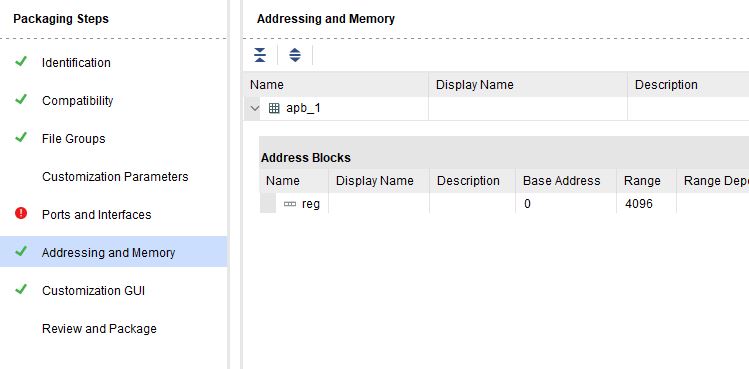 Packaging Steps
Identification
Compatibility
File Groups
Customization Parameters
Ports and Interfaces
Addressing and Memory
Customization GUI
Review and Package
Addressing and Memory
Name Display Name Description
apb_1
Address Blocks
Name Display Name Description Base Address Range Range Depe
reg 0 4096